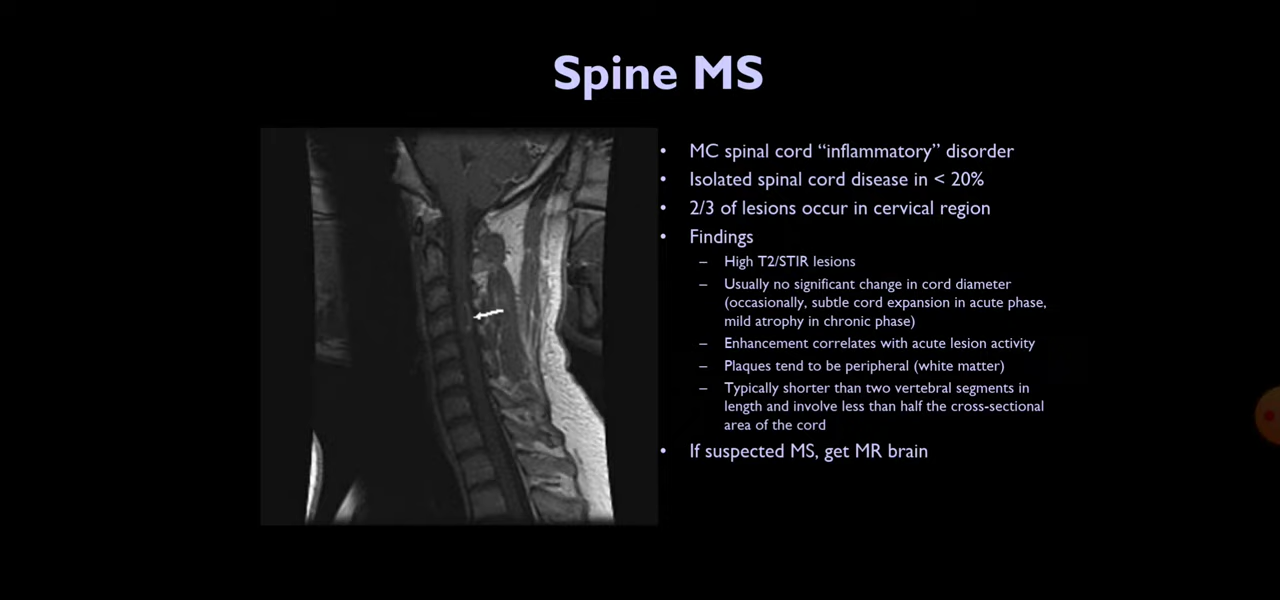 Spine MS
• MC spinal cord “inflammatory” disorder
• Isolated spinal cord disease in < 20%
• 2/3 of lesions occur in cervical region
• Findings
– High T2/STIR lesions
– Usually no significant change in cord diameter
(occasionally, subtle cord expansion in acute phase,
mild atrophy in chronic phase)
– Enhancement correlates with acute lesion activity
– Plaques tend to be peripheral (white matter)
– Typically shorter than two vertebral segments in
length and involve less than half the cross-sectional
area of the cord
• If suspected MS, get MR brain